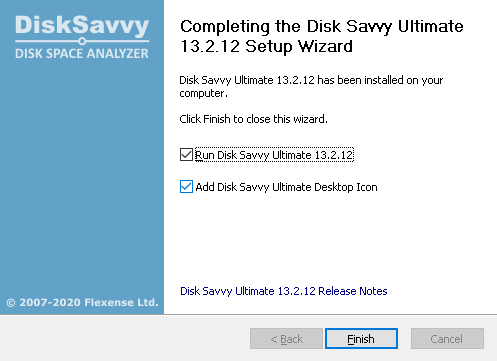 DiskSavvy
DISK SPACE ANALYZER
Completing the Disk Savvy Ultimate
13.2.12 Setup Wizard
Disk Savvy Ultimate 13.2.12 has been installed on your
computer.
Click Finish to close this wizard.
Run Disk Savvy Ultimate 13.2.12
Add Disk Savvy Ultimate Desktop Icon
Disk Savvy Ultimate 13.2.12 Release Notes
© 2007-2020 Flexense Ltd.
< Back
Finish
Cancel